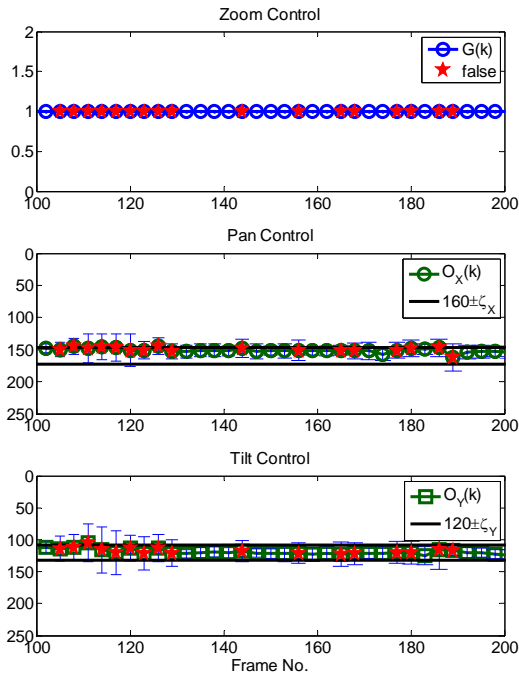 Zoom Control
2
1.5
1
0.5
0
100 120 140 160 180 200
G(k)
false
Pan Control
0
50
100
150
200
250
100 120 140 160 180 200
O_X(k)
160±ζ_X
Tilt Control
0
50
100
150
200
250
100 120 140 160 180 200
O_Y(k)
120±ζ_Y
Frame No.